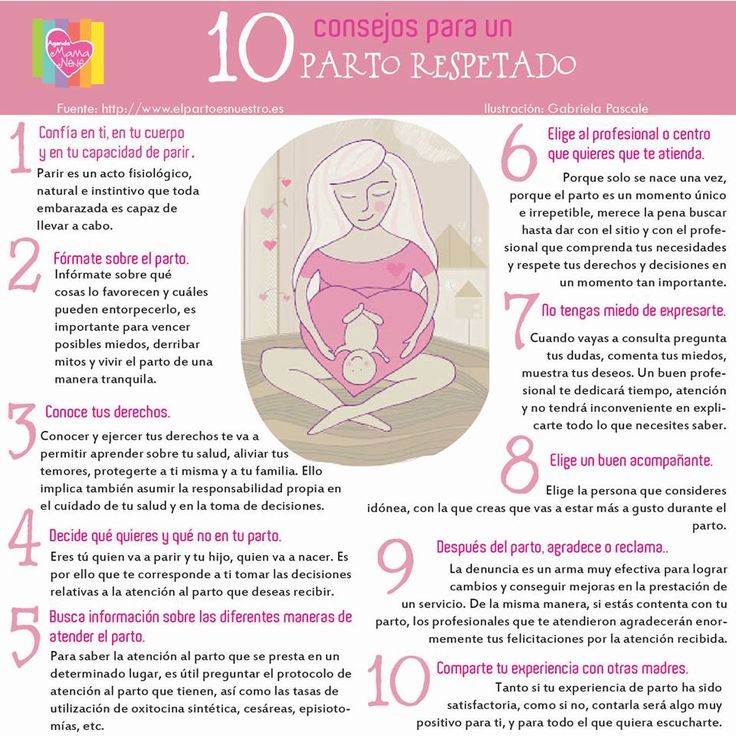 Agenda
Mamá
Nené
10 consejos para un
PARTO RESPETADO
Fuente: http://www.elpartoesnuestro.es
Ilustración: Gabriela Pascale
1 Confía en ti, en tu cuerpo
y en tu capacidad de parir.
Parir es un acto fisiológico,
natural e instintivo que toda
embarazada es capaz de
llevar a cabo.
2 Fórmate sobre el parto.
Infórmate sobre qué
cosas lo favorecen y cuáles
pueden entorpecerlo, es
importante para vencer
posibles miedos, derribar
mitos y vivir el parto de una
manera tranquila.
3 Conoce tus derechos.
Conocer y ejercer tus derechos te va a
permitir aprender sobre tu salud, aliviar tus
temores, protegerte a ti misma y a tu familia. Ello
implica también asumir la responsabilidad propia en
el cuidado de tu salud y en la toma de decisiones.
4 Decide qué quieres y qué no en tu parto.
Eres tú quien va a parir y tu hijo, quien va a nacer. Es
por ello que te corresponde a ti tomar las decisiones
relativas a la atención al parto que deseas recibir.
5 Busca información sobre las diferentes maneras de
atender el parto.
Para saber la atención al parto que se presta en un
determinado lugar, es útil preguntar el protocolo de
atención al parto que tienen, así como las tasas de
utilización de oxitocina sintética, cesáreas, episioto-
mías, etc.
6 Elige al profesional o centro
que quieres que te atienda.
Porque solo se nace una vez,
porque el parto es un momento único
e irrepetible, merece la pena buscar
hasta dar con el sitio y con el profe-
sional que comprenda tus necesidades
y respete tus derechos y decisiones en
un momento tan importante.
7 No tengas miedo de expresarte.
Cuando vayas a consulta pregunta
tus dudas, comenta tus miedos,
muestra tus deseos. Un buen profe-
sional te dedicará tiempo, atención
y no tendrá inconveniente en expli-
carte todo lo que necesites saber.
8 Elige un buen acompañante.
Elige la persona que consideres
idónea, con la que creas que vas a estar más a gusto durante el
parto.
9 Después del parto, agradece o reclama..
La denuncia es un arma muy efectiva para lograr
cambios y conseguir mejoras en la prestación de
un servicio. De la misma manera, si estás contenta con tu
parto, los profesionales que te atendieron agradecerán enor-
memente tus felicitaciones por la atención recibida.
10 Comparte tu experiencia con otras madres.
Tanto si tu experiencia de parto ha sido
satisfactoria, como si no, contarla será algo muy
positivo para ti, y para todo el que quiera escucharte.